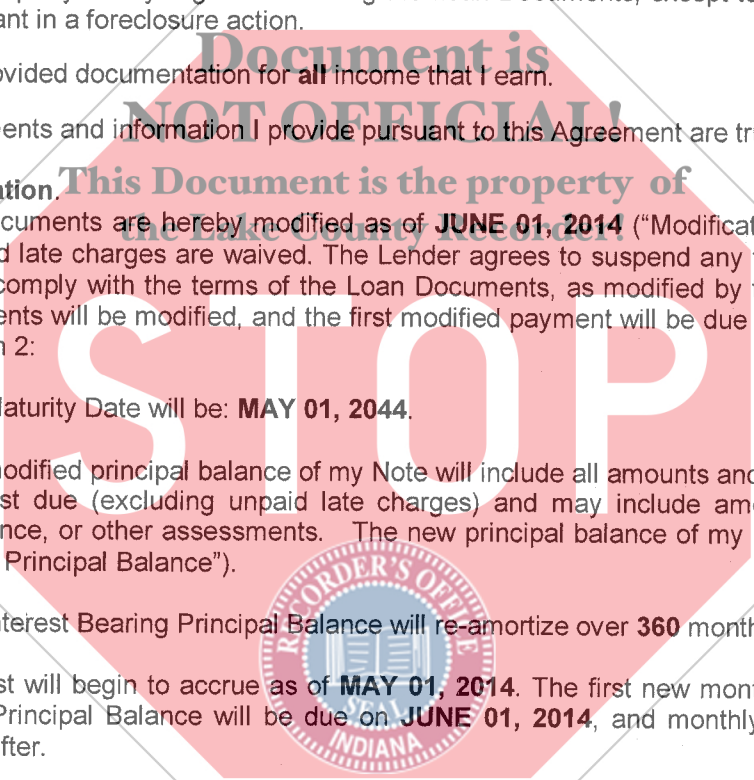 ant in a foreclosure action.
Document is
ovided documentation for all income that I earn.
NOT OFFICIAL!
ents and information I provide pursuant to this Agreement are tr
This Document is the property of
ation.
cuments are hereby modified as of JUNE 01, 2014 ("Modificat
the Lake County Recorder!
d late charges are waived. The Lender agrees to suspend any
comply with the terms of the Loan Documents, as modified by
ents will be modified, and the first modified payment will be due
n 2:
STOP
Maturity Date will be: MAY 01, 2044.
nodified principal balance of my Note will include all amounts and
st due (excluding unpaid late charges) and may include am
nce, or other assessments. The new principal balance of my
Principal Balance").
RECORDER'S OFFICE
nterest Bearing Principal Balance will re-amortize over 360 month
st will begin to accrue as of MAY 01, 2014. The first new mont
SEAL
Principal Balance will be due on JUNE 01, 2014, and monthly
INDIANA
fter.